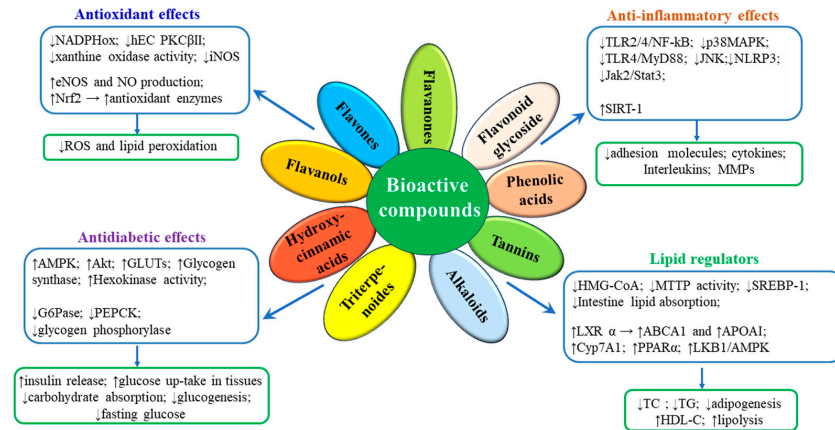 Antioxidant effects
↓NADPHox; ↓hEC PKCβII;
↓xanthine oxidase activity; ↓iNOS
↑eNOS and NO production;
↑Nrf2 → ↑antioxidant enzymes
↓ROS and lipid peroxidation
Anti-inflammatory effects
↓TLR2/4/NF-kB; ↓p38MAPK;
↓TLR4/MyD88; ↓JNK;↓NLRP3;
↓Jak2/Stat3;
↑SIRT-1
↓adhesion molecules; cytokines;
Interleukins; MMPs
Flavanones
Flavonoid
glycoside
Phenolic
acids
Tannins
Alkaloids
Triterpe-
noides
Hydroxy-
cinnamic
acids
Flavanols
Flavones
Bioactive
compounds
Antidiabetic effects
↑AMPK; ↑Akt; ↑GLUTs; ↑Glycogen
synthase; ↑Hexokinase activity;
↓G6Pase; ↓PEPCK;
↓glycogen phosphorylase
↑insulin release; ↑glucose up-take in tissues
↓carbohydrate absorption; ↓glucogenesis;
↓fasting glucose
Lipid regulators
↓HMG-CoA; ↓MTTP activity; ↓SREBP-1;
↓Intestine lipid absorption;
↑LXR α → ↑ABCA1 and ↑APOAI;
↑Cyp7A1; ↑PPARα; ↑LKB1/AMPK
↓TC ; ↓TG; ↓adipogenesis
↑HDL-C; ↑lipolysis